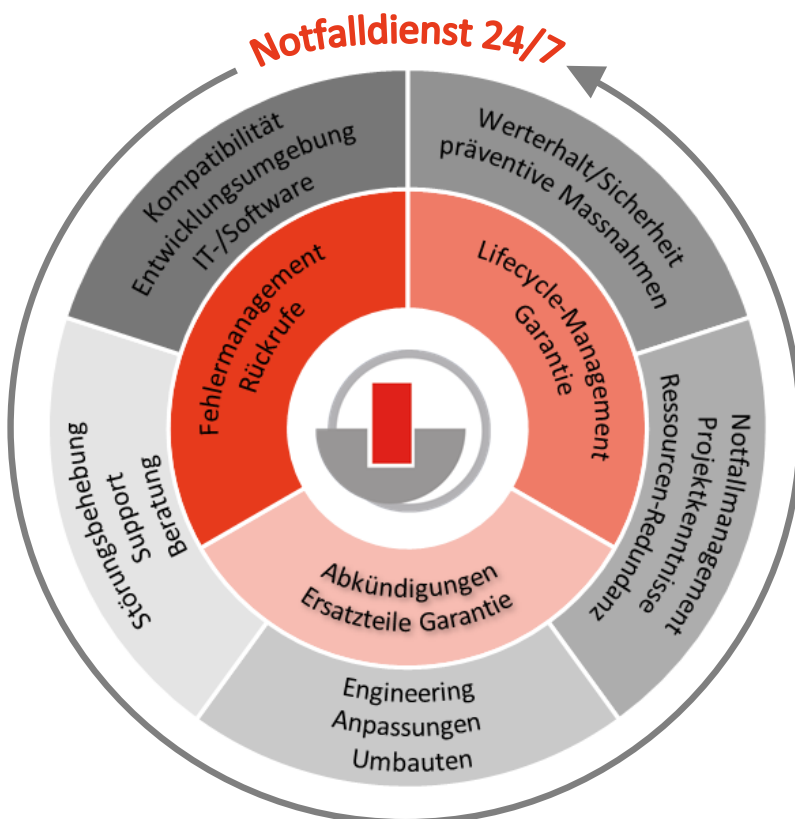 Notfalldienst 24/7
Werterhalt/Sicherheit
präventive Massnahmen
Notfallmanagement
Projektkenntnisse
Ressourcen-Redundanz
Engineering
Anpassungen
Umbauten
Störungsbehebung
Support
Beratung
Kompatibilität
Entwicklungsumgebung
IT-/Software
Lifecycle-Management
Garantie
Abkündigungen
Ersatzteile Garantie
Fehlermanagement
Rückrufe